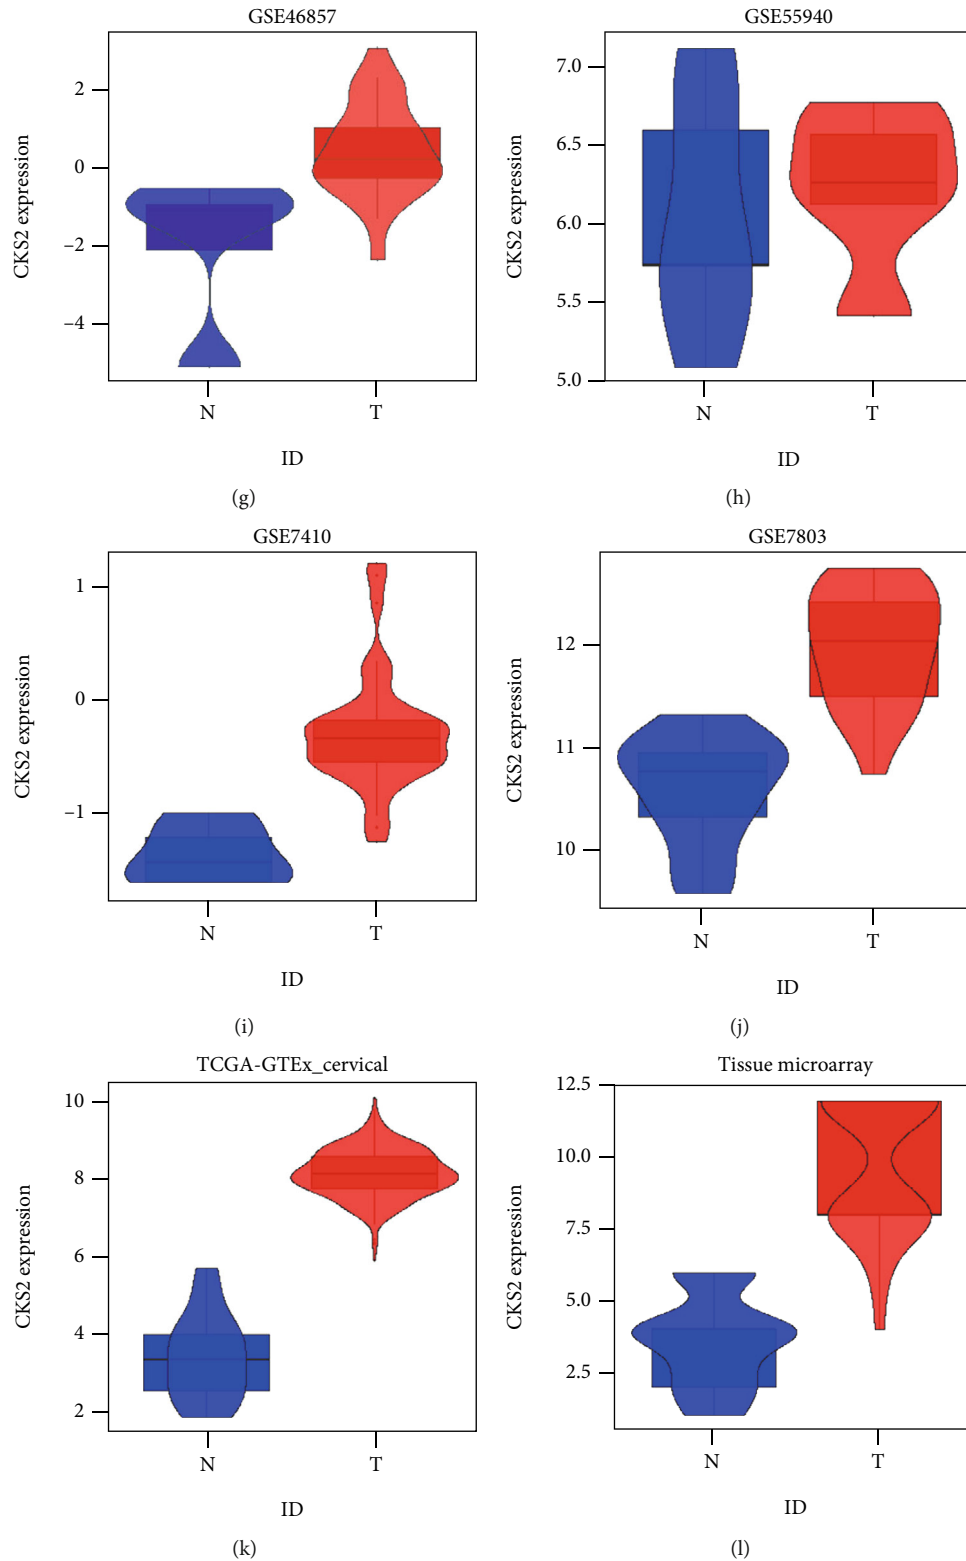 GSE46857
CKS2 expression
2
0
−2
−4
N
T
ID
(g)
GSE55940
CKS2 expression
7.0
6.5
6.0
5.5
5.0
N
T
ID
(h)
GSE7410
CKS2 expression
1
0
−1
N
T
ID
(i)
GSE7803
CKS2 expression
12
11
10
N
T
ID
(j)
TCGA-GTEx_cervical
CKS2 expression
10
8
6
4
2
N
T
ID
(k)
Tissue microarray
CKS2 expression
12.5
10.0
7.5
5.0
2.5
N
T
ID
(l)